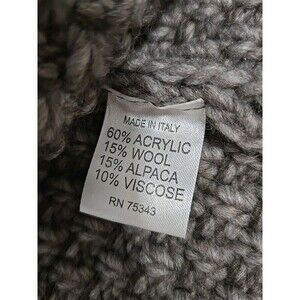 MADE IN ITALY
60% ACRYLIC
15% WOOL
15% ALPACA
10% VISCOSE
RN 75343